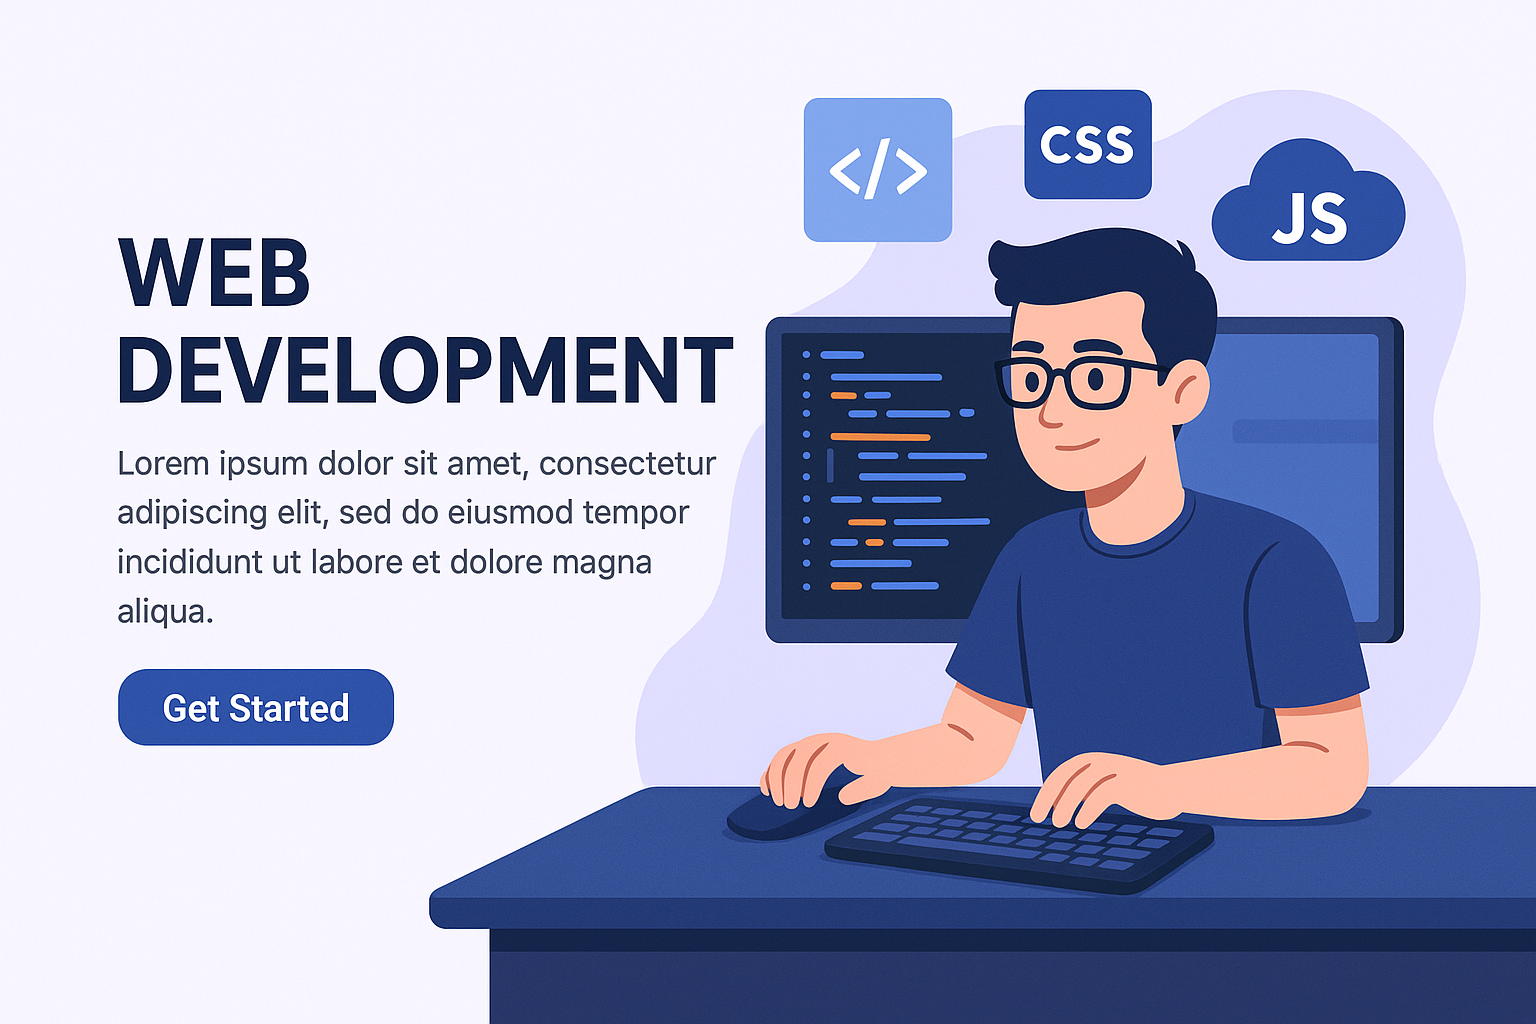 WEB
DEVELOPMENT
Lorem ipsum dolor sit amet, consectetur
adipiscing elit, sed do eiusmod tempor
incididunt ut labore et dolore magna
aliqua.
Get Started
</>
CSS
JS